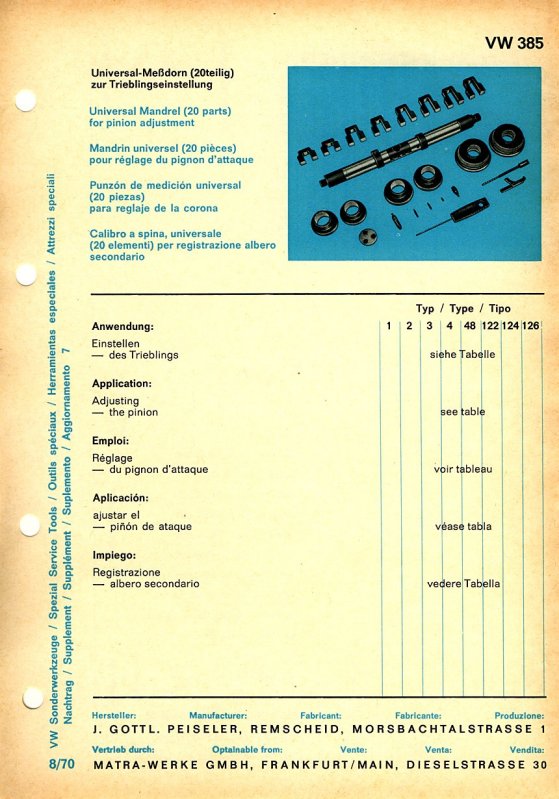 VW 385
Universal-Meßdorn (20teilig)
zur Trieblingseinstellung
Universal Mandrel (20 parts)
for pinion adjustment
Mandrin universel (20 pièces)
pour réglage du pignon d'attaque
Punzón de medición universal
(20 piezas)
para reglaje de la corona
Calibro a spina, universale
(20 elementi) per registrazione albero
secondario
Typ / Type / Tipo
Anwendung:
1 2 3 4 48 122 124 126
Einstellen
— des Trieblings siehe Tabelle
Application:
Adjusting
— the pinion see table
Emploi:
Réglage
— du pignon d'attaque voir tableau
Aplicación:
ajustar el
— piñón de ataque véase tabla
Impiego:
Registrazione
— albero secondario vedere Tabella
VW Sonderwerkzeuge / Spezial Service Tools / Outils spéciaux / Herramientas especiales / Attrezzi speciali
Nachtrag / Supplement / Supplément / Suplemento / Aggiornamento 7
Hersteller: Manufacturer: Fabricant: Fabricante: Produzione:
J. GOTTL. PEISELER, REMSCHEID, MORSBACHTALSTRASSE 1
Vertrieb durch: Optainable from: Vente: Venta: Vendita:
8/70 MATRA-WERKE GMBH, FRANKFURT/MAIN, DIESELSTRASSE 30